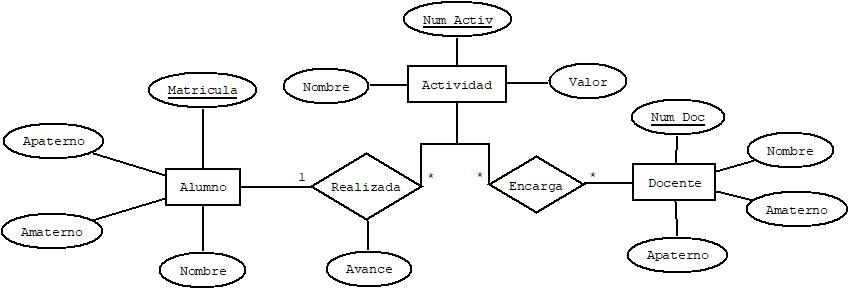 Num Activ
Nombre
Actividad
Valor
Matricula
Num Doc
Apaterno
Nombre
Alumno
1
Realizada
*
*
Encarga
*
Docente
Amaterno
Amaterno
Nombre
Avance
Apaterno